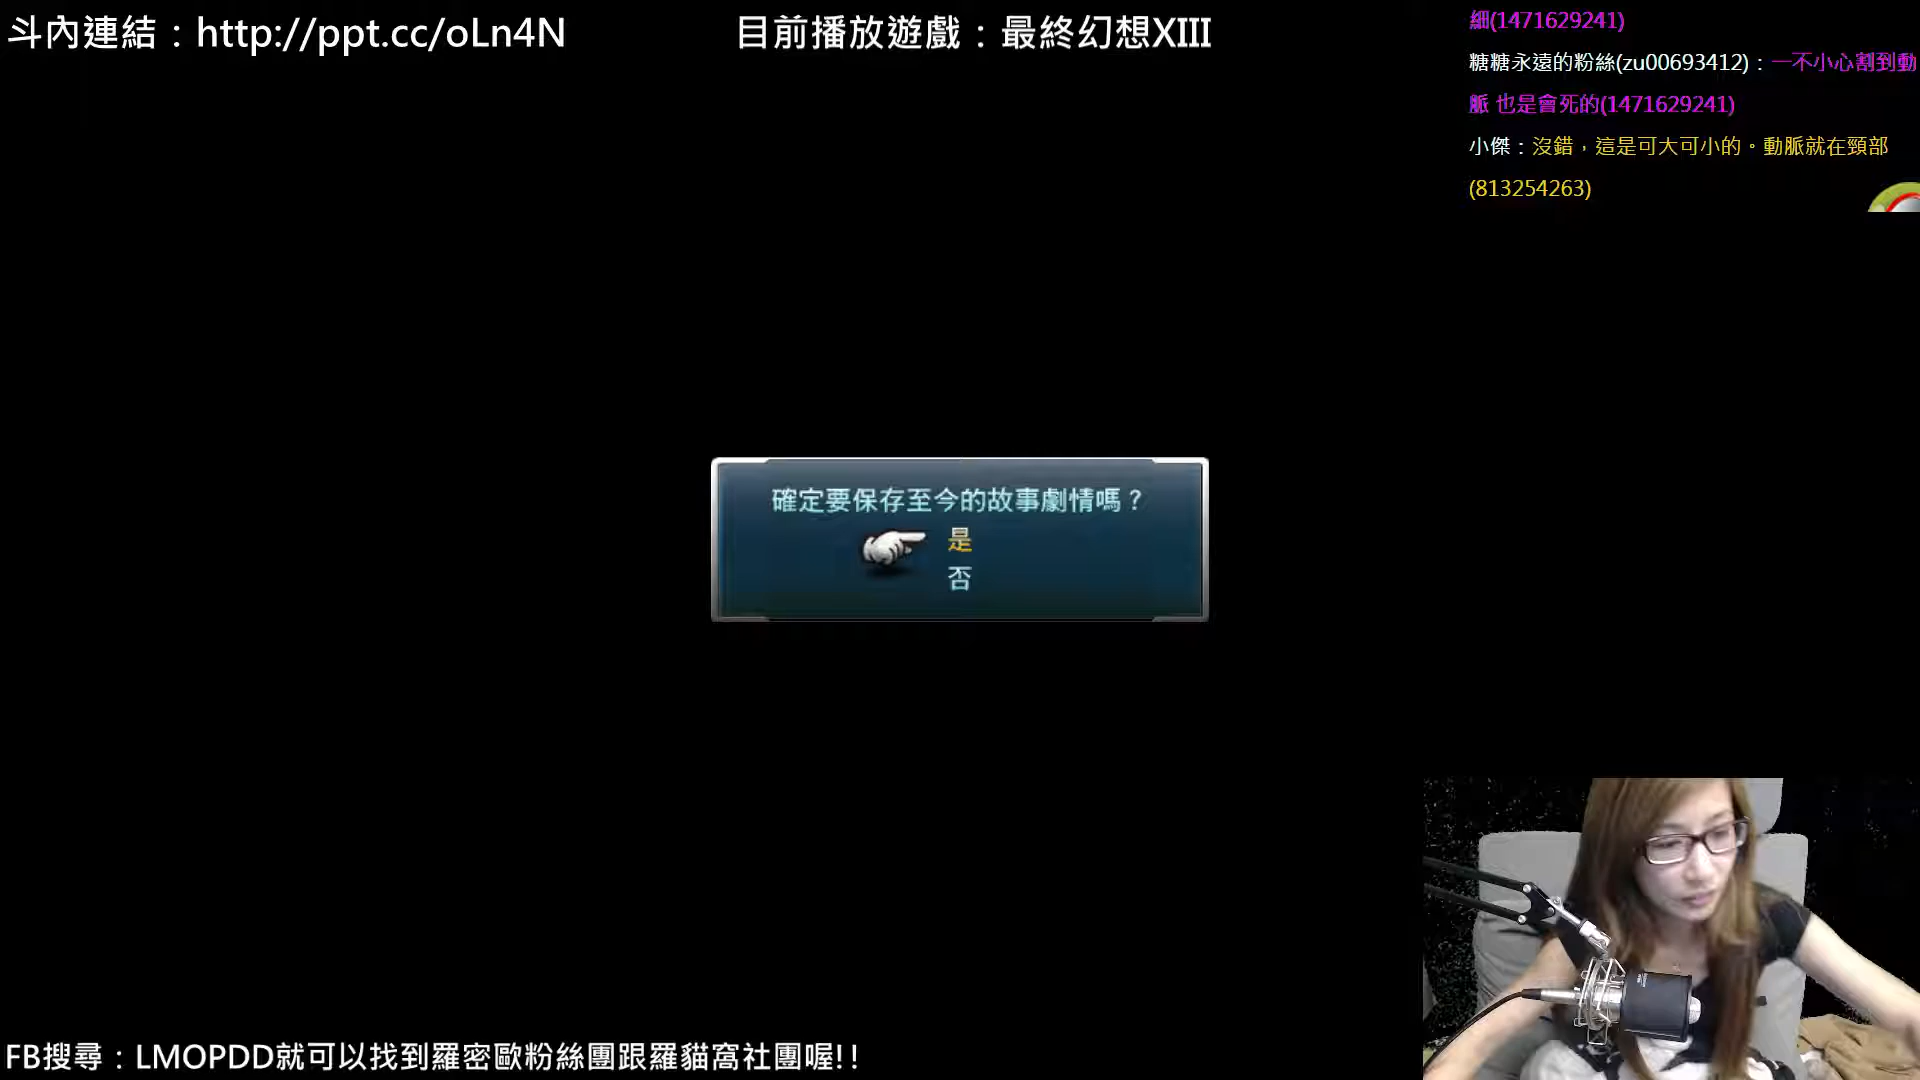 斗內連結：http://ppt.cc/oLn4N
目前播放遊戲：最終幻想XIII
細(1471629241)
糖糖永遠的粉絲(zu00693412)：一不小心割到動
脈 也是會死的(1471629241)
小傑：沒錯，這是可大可小的。動脈就在頸部
(813254263)
確定要保存至今的故事劇情嗎？
是
否
FB搜尋：LMOPDD就可以找到羅密歐粉絲團跟羅貓窩社團喔!!